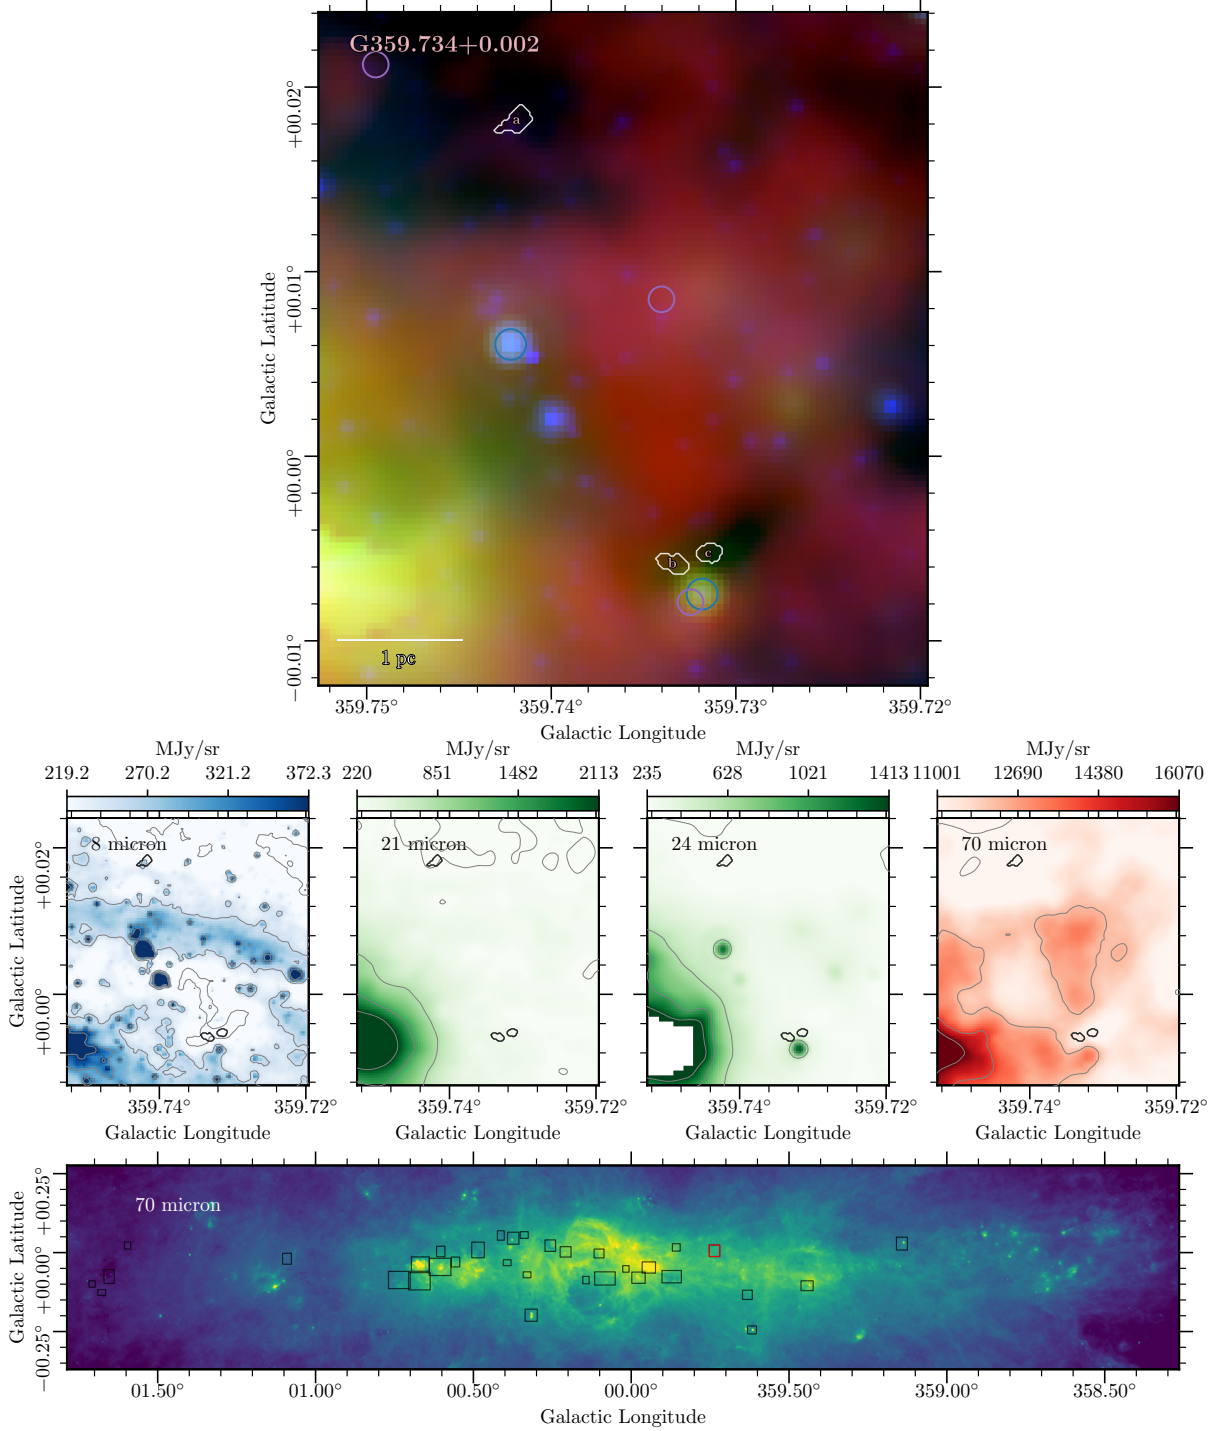 G359.734+0.002
a
b
c
1 pc
+00.02°
+00.01°
+00.00°
−00.01°
Galactic Latitude
359.75° 359.74° 359.73° 359.72°
Galactic Longitude
MJy/sr MJy/sr MJy/sr MJy/sr
219.2 270.2 321.2 372.3 220 851 1482 2113 235 628 1021 1413 11001 12690 14380 16070
8 micron 21 micron 24 micron 70 micron
+00.02°
+00.00°
Galactic Latitude
359.74° 359.72° 359.74° 359.72° 359.74° 359.72° 359.74° 359.72°
Galactic Longitude Galactic Longitude Galactic Longitude Galactic Longitude
70 micron
+00.25°
+00.00°
−00.25°
Galactic Latitude
01.50° 01.00° 00.50° 00.00° 359.50° 359.00° 358.50°
Galactic Longitude